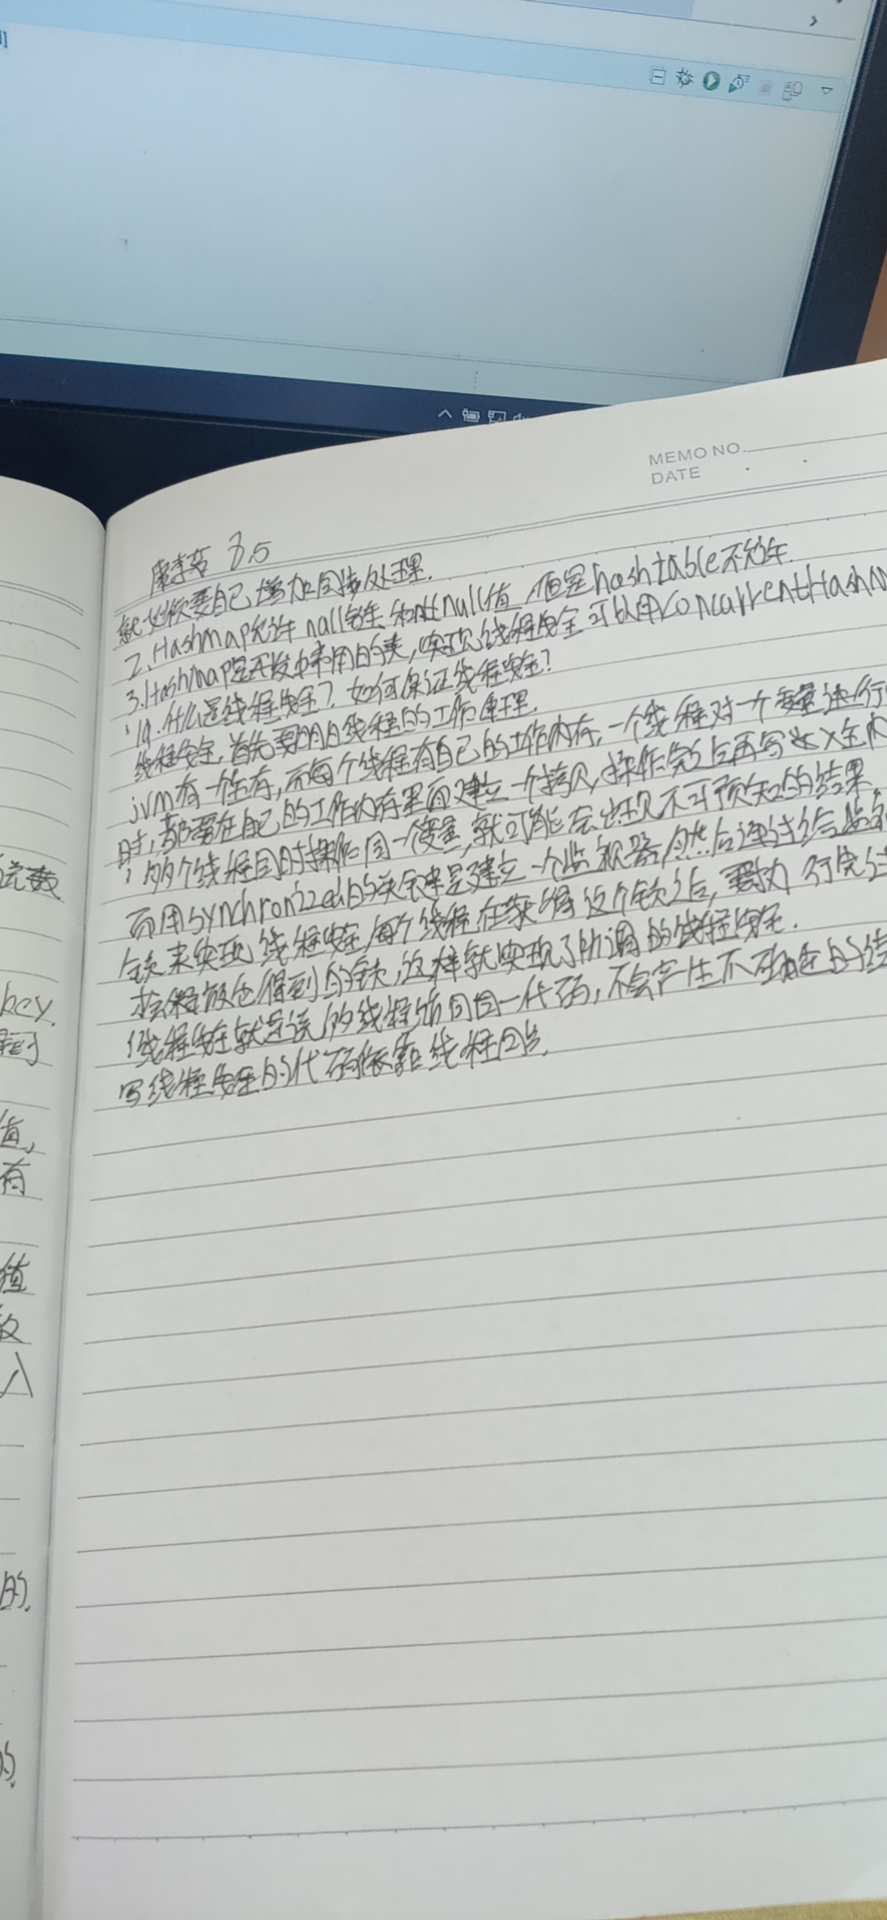 MEMO NO.
DATE
3.5
就必须要自己增加同步处理.
2.Hashmap允许null键和null值,但是hashtable不允许.
3.HashMap是开发中常用的类,实现线程安全可以用ConcurrentHashM
19.什么是线程安全?如何保证线程安全?
线程安全,首先要明白线程的工作原理.
jvm有一个主存,而每个线程有自己的工作内存,一个线程对一个变量进行
时,都要在自己的工作内存里面建立一个拷贝,操作完之后再写入主内
两个线程同时操作同一个变量,就可能会出现不可预知的结果.
而用synchronized的关键是建立一个监视器,然后通过给监视
锁来实现线程安全,每个线程在获得这个锁之后,要执行完
放他得到的锁,这样就实现了所谓的线程安全.
线程安全就是说的线程访问同一代码,不会产生不确定的结
写线程安全的代码依靠线程同步.
key.
值,
有
值
入
的.
的.